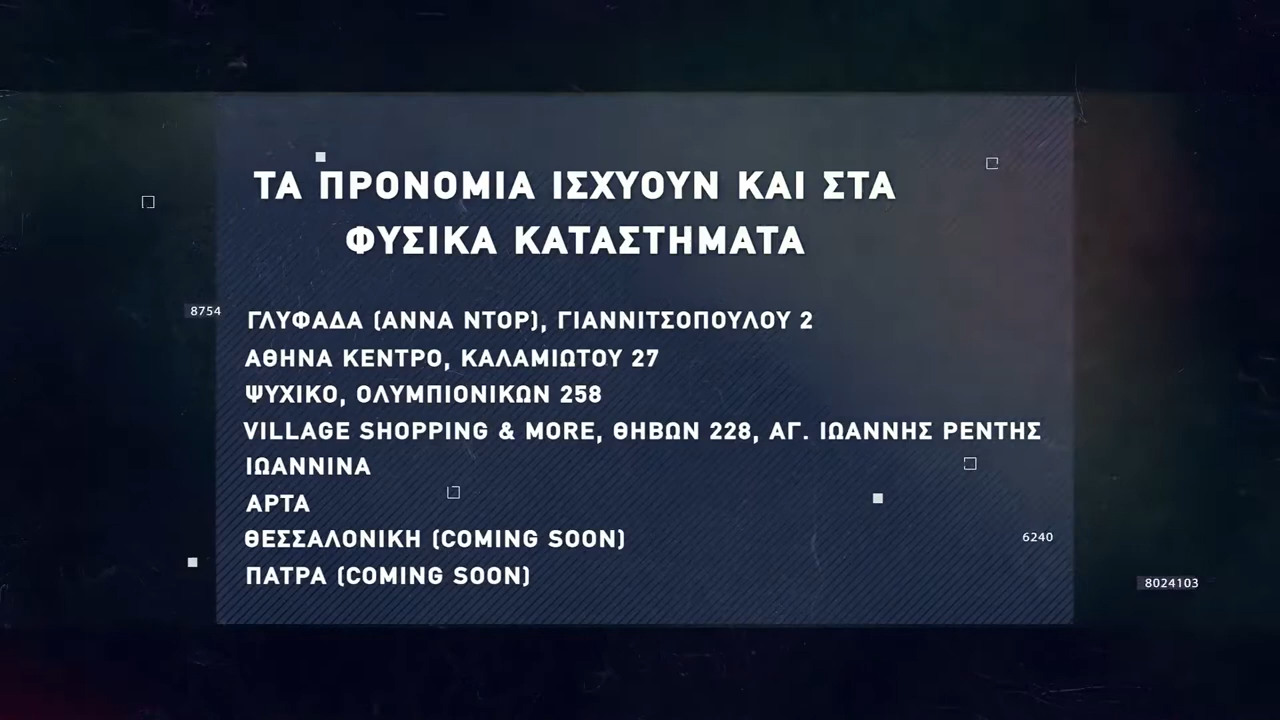 ΤΑ ΠΡΟΝΟΜΙΑ ΙΣΧΥΟΥΝ ΚΑΙ ΣΤΑ
ΦΥΣΙΚΑ ΚΑΤΑΣΤΗΜΑΤΑ
8754
ΓΛΥΦΑΔΑ (ΑΝΝΑ ΝΤΟΡ), ΓΙΑΝΝΙΤΣΟΠΟΥΛΟΥ 2
ΑΘΗΝΑ ΚΕΝΤΡΟ, ΚΑΛΑΜΙΩΤΟΥ 27
ΨΥΧΙΚΟ, ΟΛΥΜΠΙΟΝΙΚΩΝ 258
VILLAGE SHOPPING & MORE, ΘΗΒΩΝ 228, ΑΓ. ΙΩΑΝΝΗΣ ΡΕΝΤΗΣ
ΙΩΑΝΝΙΝΑ
ΑΡΤΑ
ΘΕΣΣΑΛΟΝΙΚΗ (COMING SOON)
6240
ΠΑΤΡΑ (COMING SOON)
8024103